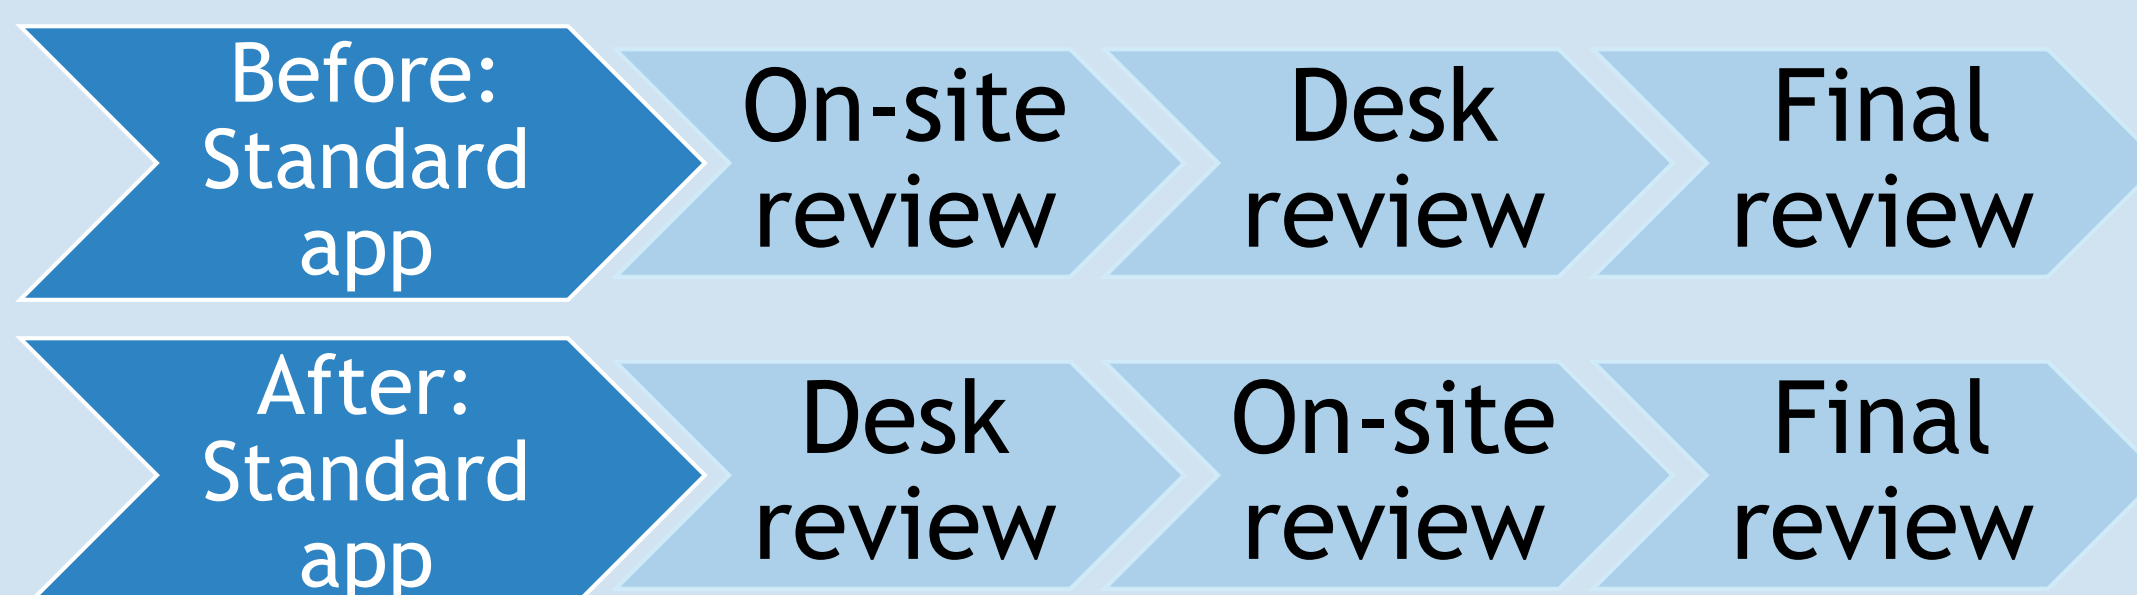 Before:
Standard
app
On-site
review
Desk
review
Final
review
After:
Standard
app
Desk
review
On-site
review
Final
review